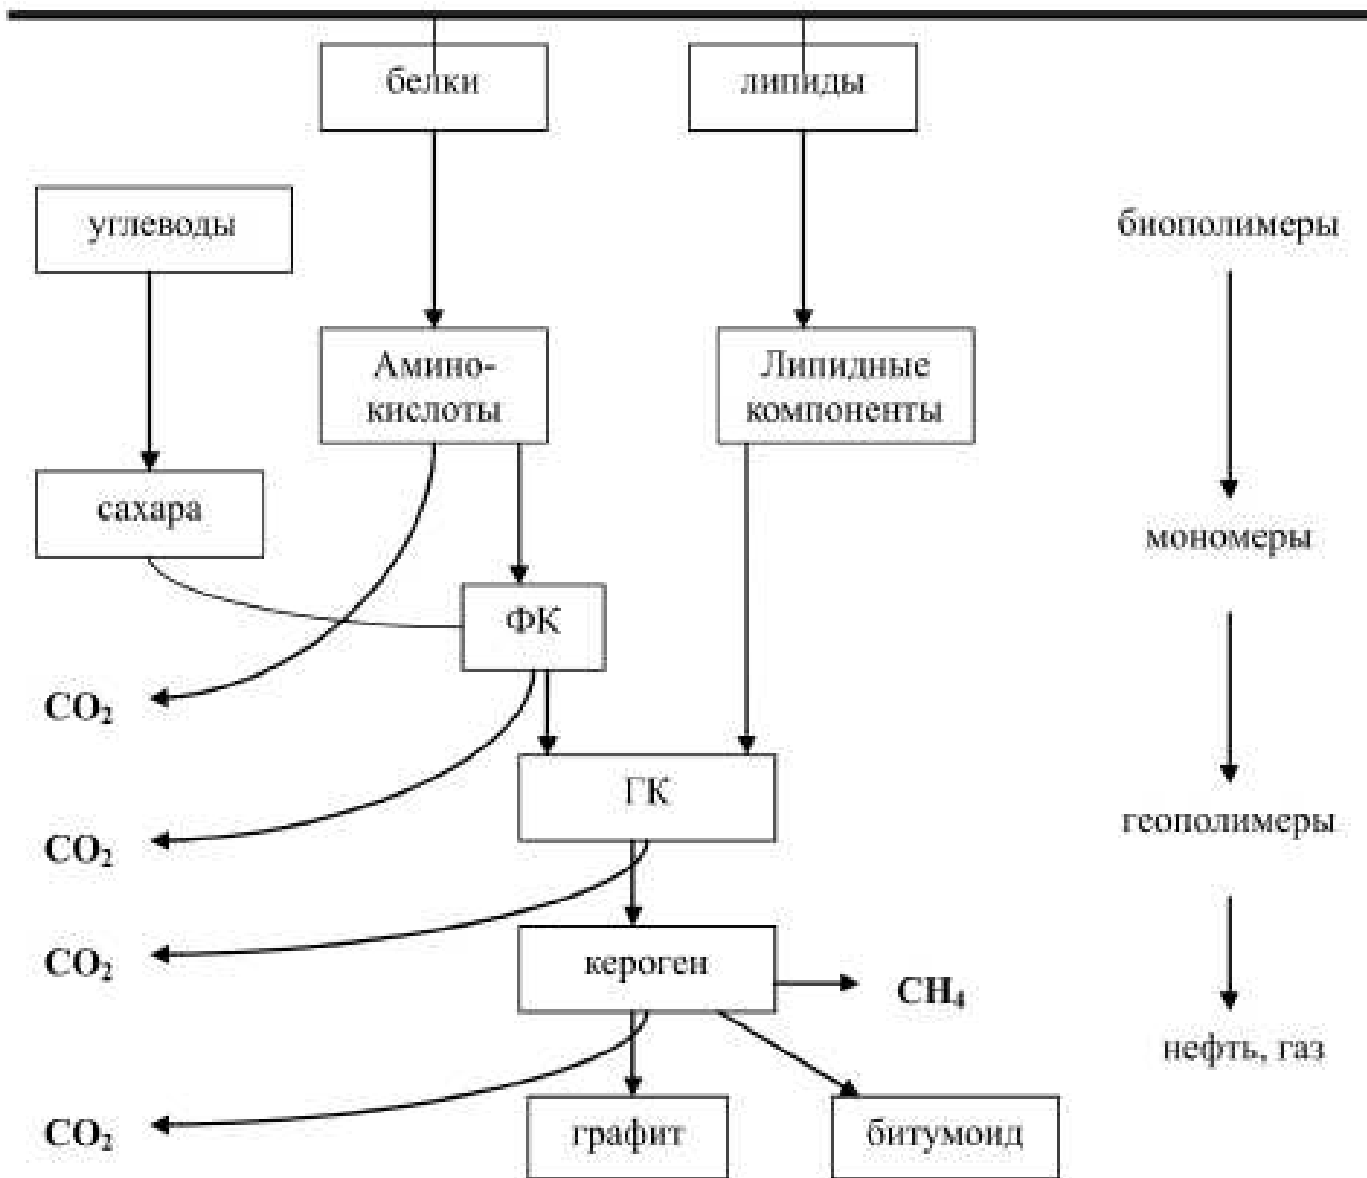 белки
липиды
углеводы
биополимеры
Амино-
кислоты
Липидные
компоненты
сахара
мономеры
ФК
CO₂
ГК
геополимеры
CO₂
CO₂
кероген
CH₄
нефть, газ
CO₂
графит
битумоид